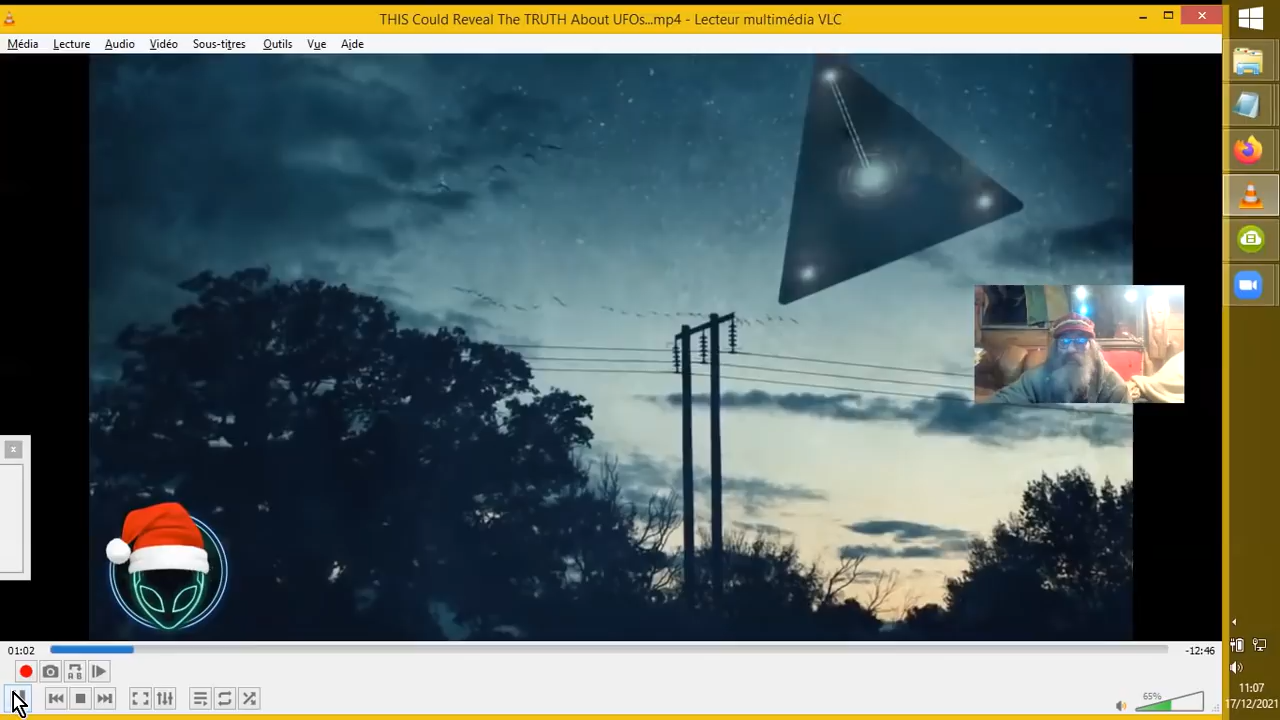 THIS Could Reveal The TRUTH About UFOs...mp4 - Lecteur multimédia VLC
Média Lecture Audio Vidéo Sous-titres Outils Vue Aide
x
01:02
-12:46
A B
65%
11:07
17/12/2021